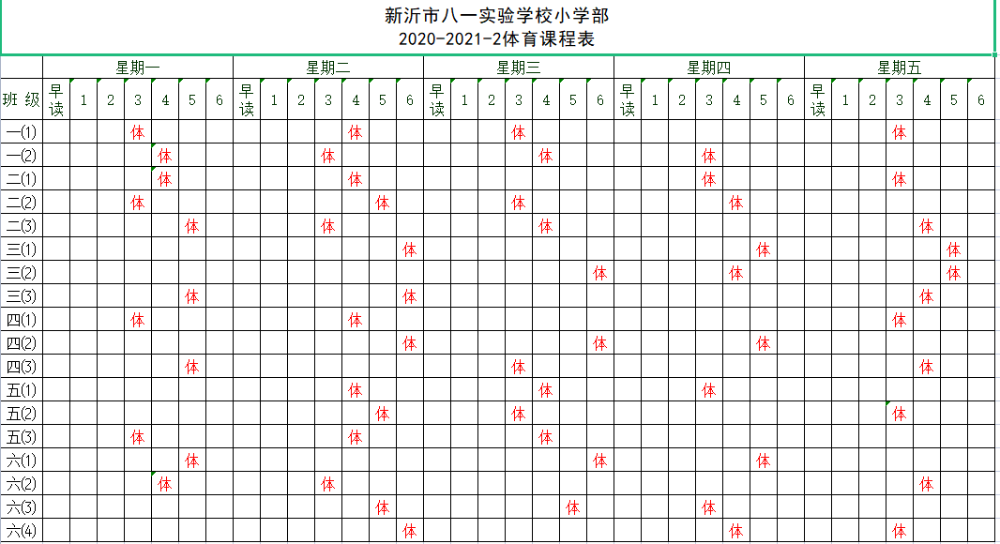 新沂市八一实验学校小学部
2020-2021-2体育课程表
星期一 星期二 星期三 星期四 星期五
班 级 早读 1 2 3 4 5 6 早读 1 2 3 4 5 6 早读 1 2 3 4 5 6 早读 1 2 3 4 5 6 早读 1 2 3 4 5 6
一(1) 体 体 体 体
一(2) 体 体 体 体
二(1) 体 体 体 体
二(2) 体 体 体 体
二(3) 体 体 体 体
三(1) 体 体 体
三(2) 体 体 体
三(3) 体 体 体
四(1) 体 体 体
四(2) 体 体 体
四(3) 体 体 体
五(1) 体 体 体
五(2) 体 体 体
五(3) 体 体 体
六(1) 体 体 体
六(2) 体 体 体
六(3) 体 体 体
六(4) 体 体 体